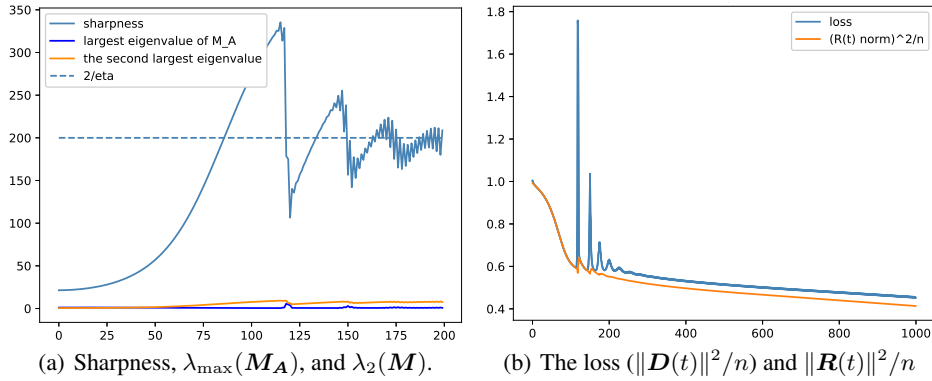 350
300
250
200
150
100
50
0
sharpness
largest eigenvalue of M_A
the second largest eigenvalue
2/eta
0 25 50 75 100 125 150 175 200
(a) Sharpness, λmax(M_A), and λ2(M).
1.8
1.6
1.4
1.2
1.0
0.8
0.6
0.4
loss
(R(t) norm)^2/n
0 200 400 600 800 1000
(b) The loss (∥D(t)∥²/n) and ∥R(t)∥²/n